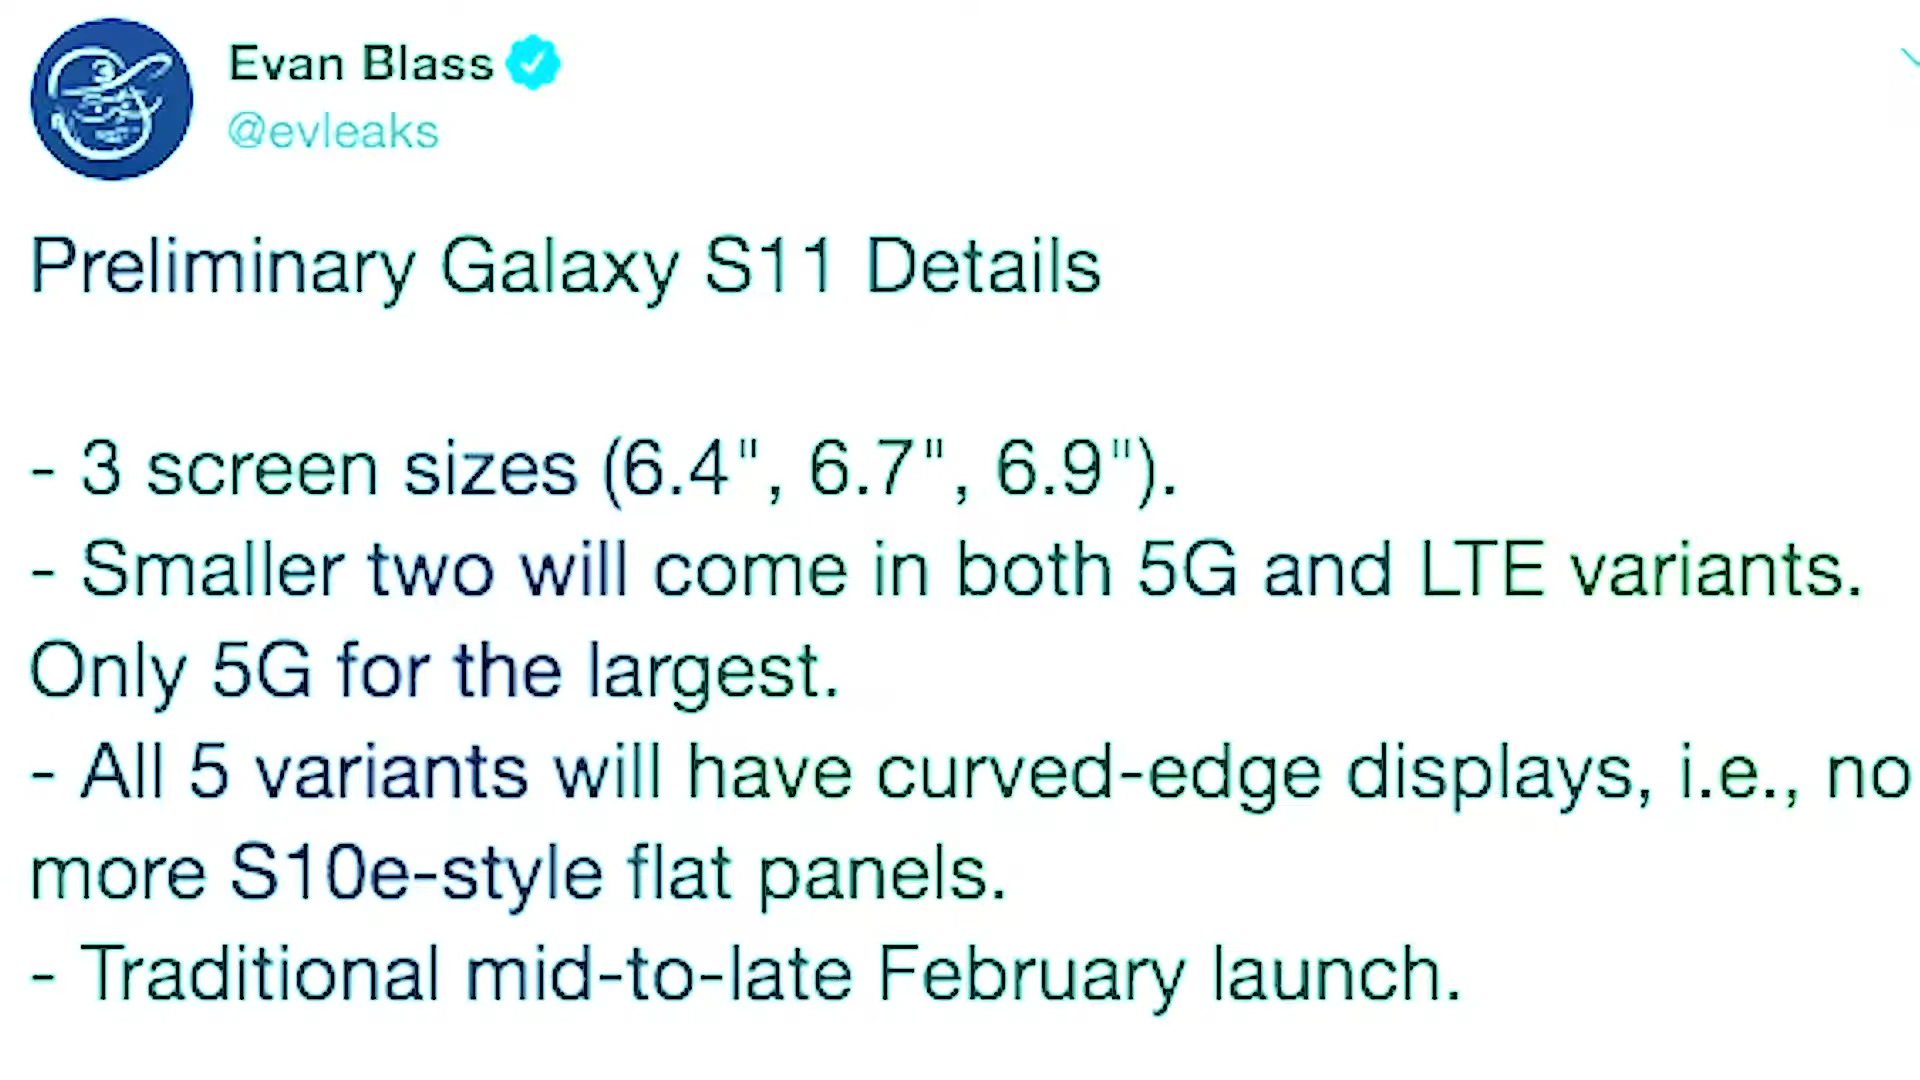 Evan Blass
@evleaks
Preliminary Galaxy S11 Details
- 3 screen sizes (6.4", 6.7", 6.9").
- Smaller two will come in both 5G and LTE variants.
Only 5G for the largest.
- All 5 variants will have curved-edge displays, i.e., no
more S10e-style flat panels.
- Traditional mid-to-late February launch.